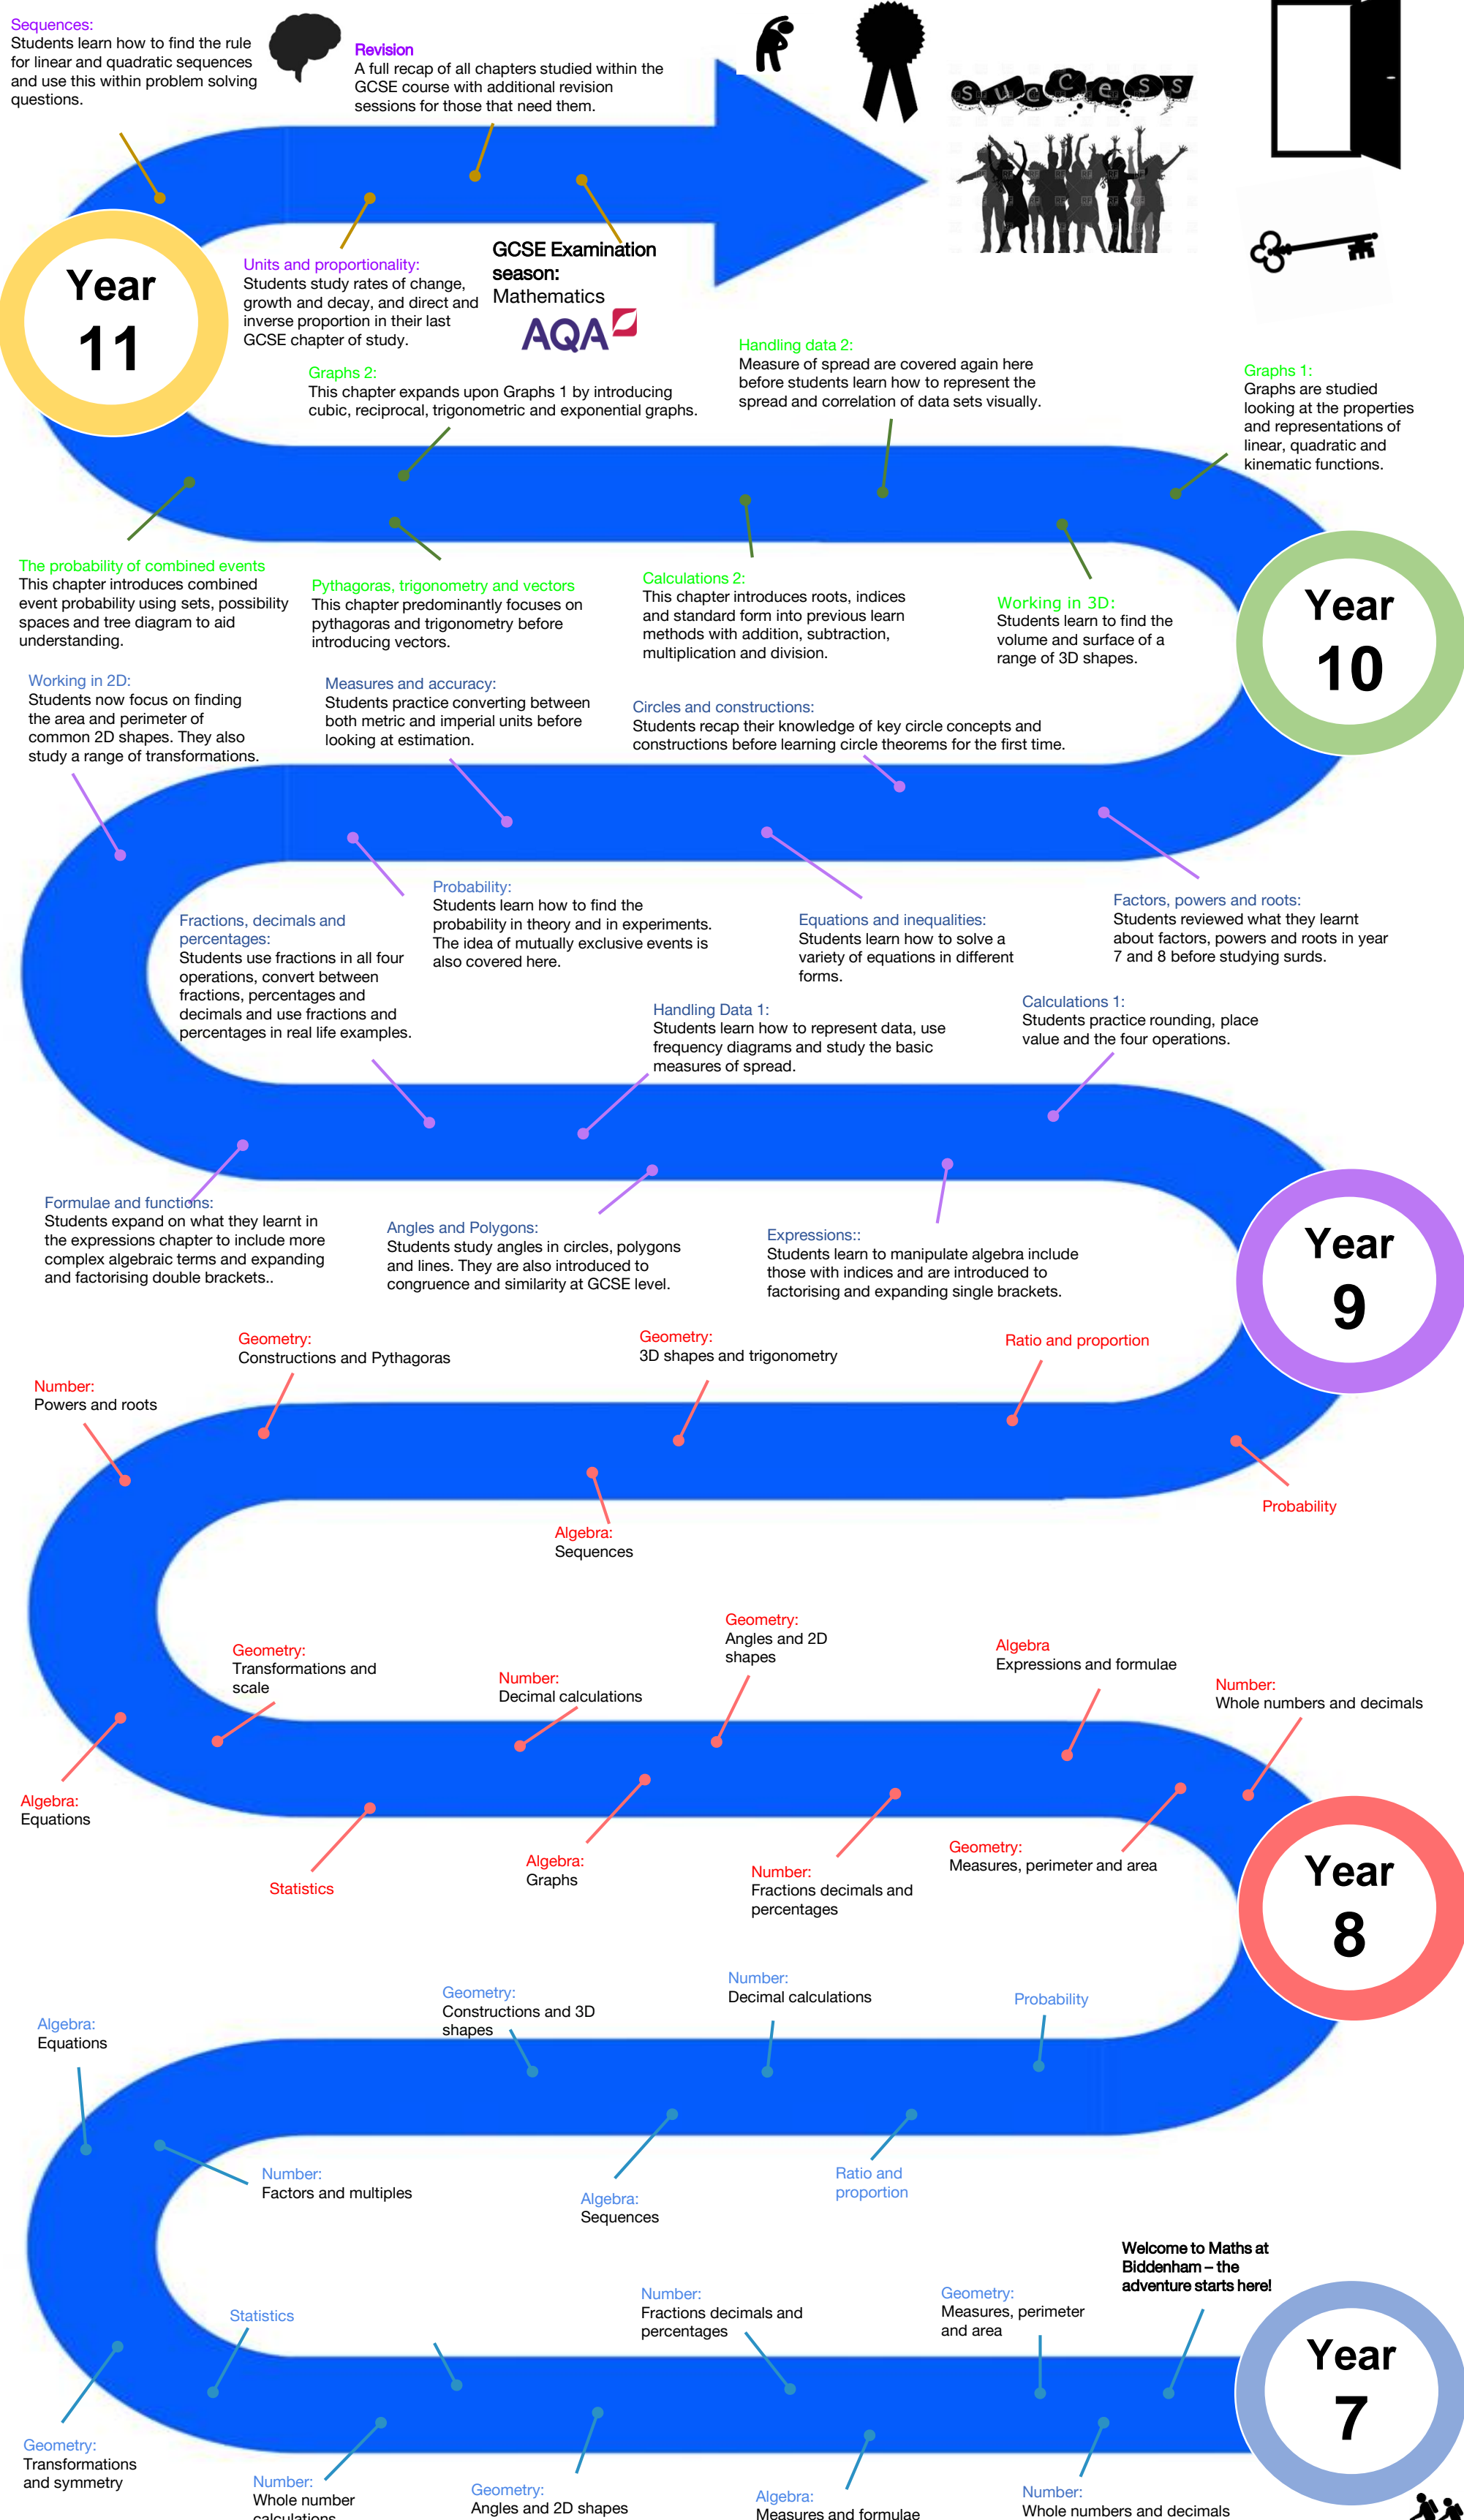 Sequences:
Students learn how to find the rule
for linear and quadratic sequences
and use this within problem solving
questions.
Revision
A full recap of all chapters studied within the
GCSE course with additional revision
sessions for those that need them.
success
Year
11
Units and proportionality:
Students study rates of change,
growth and decay, and direct and
inverse proportion in their last
GCSE chapter of study.
GCSE Examination
season:
Mathematics
AQA
Graphs 2:
This chapter expands upon Graphs 1 by introducing
cubic, reciprocal, trigonometric and exponential graphs.
Handling data 2:
Measure of spread are covered again here
before students learn how to represent the
spread and correlation of data sets visually.
Graphs 1:
Graphs are studied
looking at the properties
and representations of
linear, quadratic and
kinematic functions.
The probability of combined events
This chapter introduces combined
event probability using sets, possibility
spaces and tree diagram to aid
understanding.
Pythagoras, trigonometry and vectors
This chapter predominantly focuses on
pythagoras and trigonometry before
introducing vectors.
Calculations 2:
This chapter introduces roots, indices
and standard form into previous learn
methods with addition, subtraction,
multiplication and division.
Working in 3D:
Students learn to find the
volume and surface of a
range of 3D shapes.
Year
10
Working in 2D:
Students now focus on finding
the area and perimeter of
common 2D shapes. They also
study a range of transformations.
Measures and accuracy:
Students practice converting between
both metric and imperial units before
looking at estimation.
Circles and constructions:
Students recap their knowledge of key circle concepts and
constructions before learning circle theorems for the first time.
Fractions, decimals and
percentages:
Students use fractions in all four
operations, convert between
fractions, percentages and
decimals and use fractions and
percentages in real life examples.
Probability:
Students learn how to find the
probability in theory and in experiments.
The idea of mutually exclusive events is
also covered here.
Equations and inequalities:
Students learn how to solve a
variety of equations in different
forms.
Factors, powers and roots:
Students reviewed what they learnt
about factors, powers and roots in year
7 and 8 before studying surds.
Handling Data 1:
Students learn how to represent data, use
frequency diagrams and study the basic
measures of spread.
Calculations 1:
Students practice rounding, place
value and the four operations.
Formulae and functions:
Students expand on what they learnt in
the expressions chapter to include more
complex algebraic terms and expanding
and factorising double brackets..
Angles and Polygons:
Students study angles in circles, polygons
and lines. They are also introduced to
congruence and similarity at GCSE level.
Expressions::
Students learn to manipulate algebra include
those with indices and are introduced to
factorising and expanding single brackets.
Year
9
Number:
Powers and roots
Geometry:
Constructions and Pythagoras
Geometry:
3D shapes and trigonometry
Ratio and proportion
Probability
Algebra:
Sequences
Geometry:
Transformations and
scale
Number:
Decimal calculations
Geometry:
Angles and 2D
shapes
Algebra
Expressions and formulae
Number:
Whole numbers and decimals
Algebra:
Equations
Statistics
Algebra:
Graphs
Number:
Fractions decimals and
percentages
Geometry:
Measures, perimeter and area
Year
8
Algebra:
Equations
Geometry:
Constructions and 3D
shapes
Number:
Decimal calculations
Probability
Number:
Factors and multiples
Algebra:
Sequences
Ratio and
proportion
Welcome to Maths at
Biddenham – the
adventure starts here!
Statistics
Number:
Fractions decimals and
percentages
Geometry:
Measures, perimeter
and area
Year
7
Geometry:
Transformations
and symmetry
Number:
Whole number
calculations
Geometry:
Angles and 2D shapes
Algebra:
Measures and formulae
Number:
Whole numbers and decimals